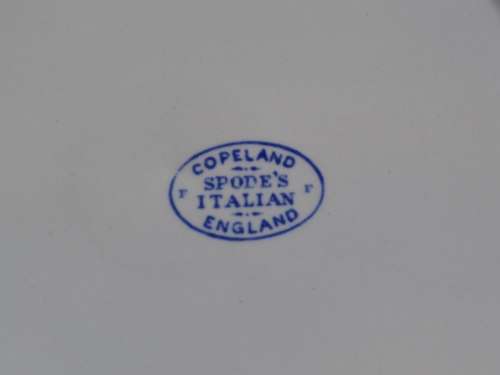 COPELAND
SPODE'S
F F
ITALIAN
ENGLAND